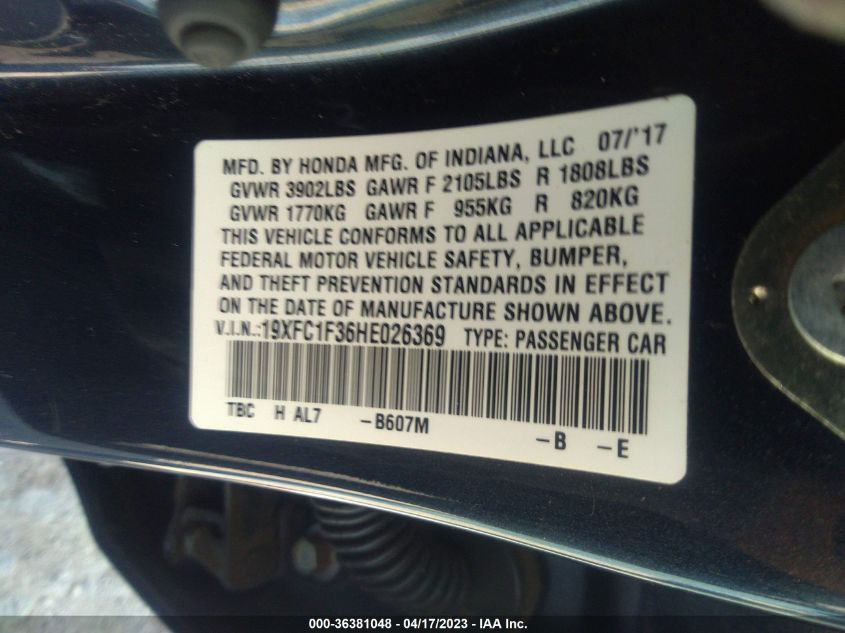 MFD. BY HONDA MFG. OF INDIANA, LLC 07/'17
GVWR 3902LBS GAWR F 2105LBS R 1808LBS
GVWR 1770KG GAWR F 955KG R 820KG
THIS VEHICLE CONFORMS TO ALL APPLICABLE
FEDERAL MOTOR VEHICLE SAFETY, BUMPER,
AND THEFT PREVENTION STANDARDS IN EFFECT
ON THE DATE OF MANUFACTURE SHOWN ABOVE.
V.I.N.:19XFC1F36HE026369 TYPE: PASSENGER CAR
TBC H AL7 -B607M -B -E
000-36381048 - 04/17/2023 - IAA Inc.